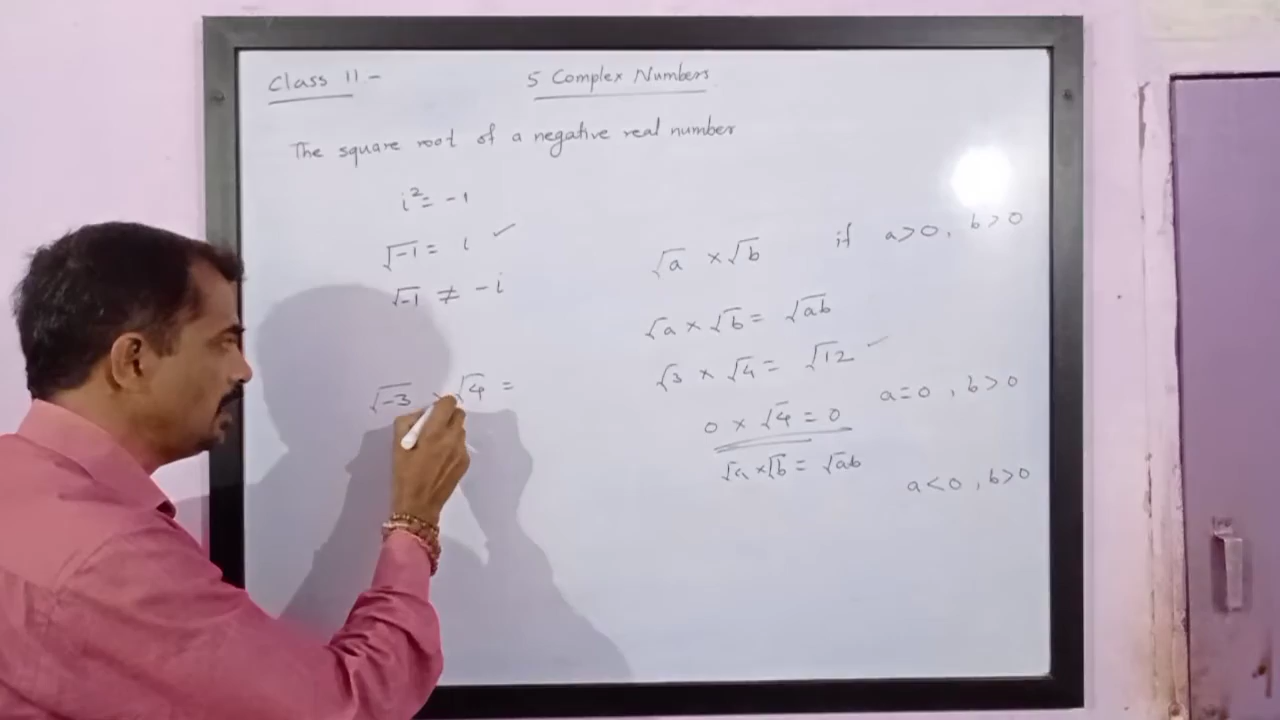 Class 11 -
5 Complex Numbers
The square root of a negative real number
i² = -1
√-1 = i ✓
√-1 ≠ -i
√-3 × √4 =
√a × √b if a>0, b>0
√a × √b = √ab
√3 × √4 = √12 ✓
a=0, b>0
0 × √4 = 0
√a × √b = √ab
a<0, b>0